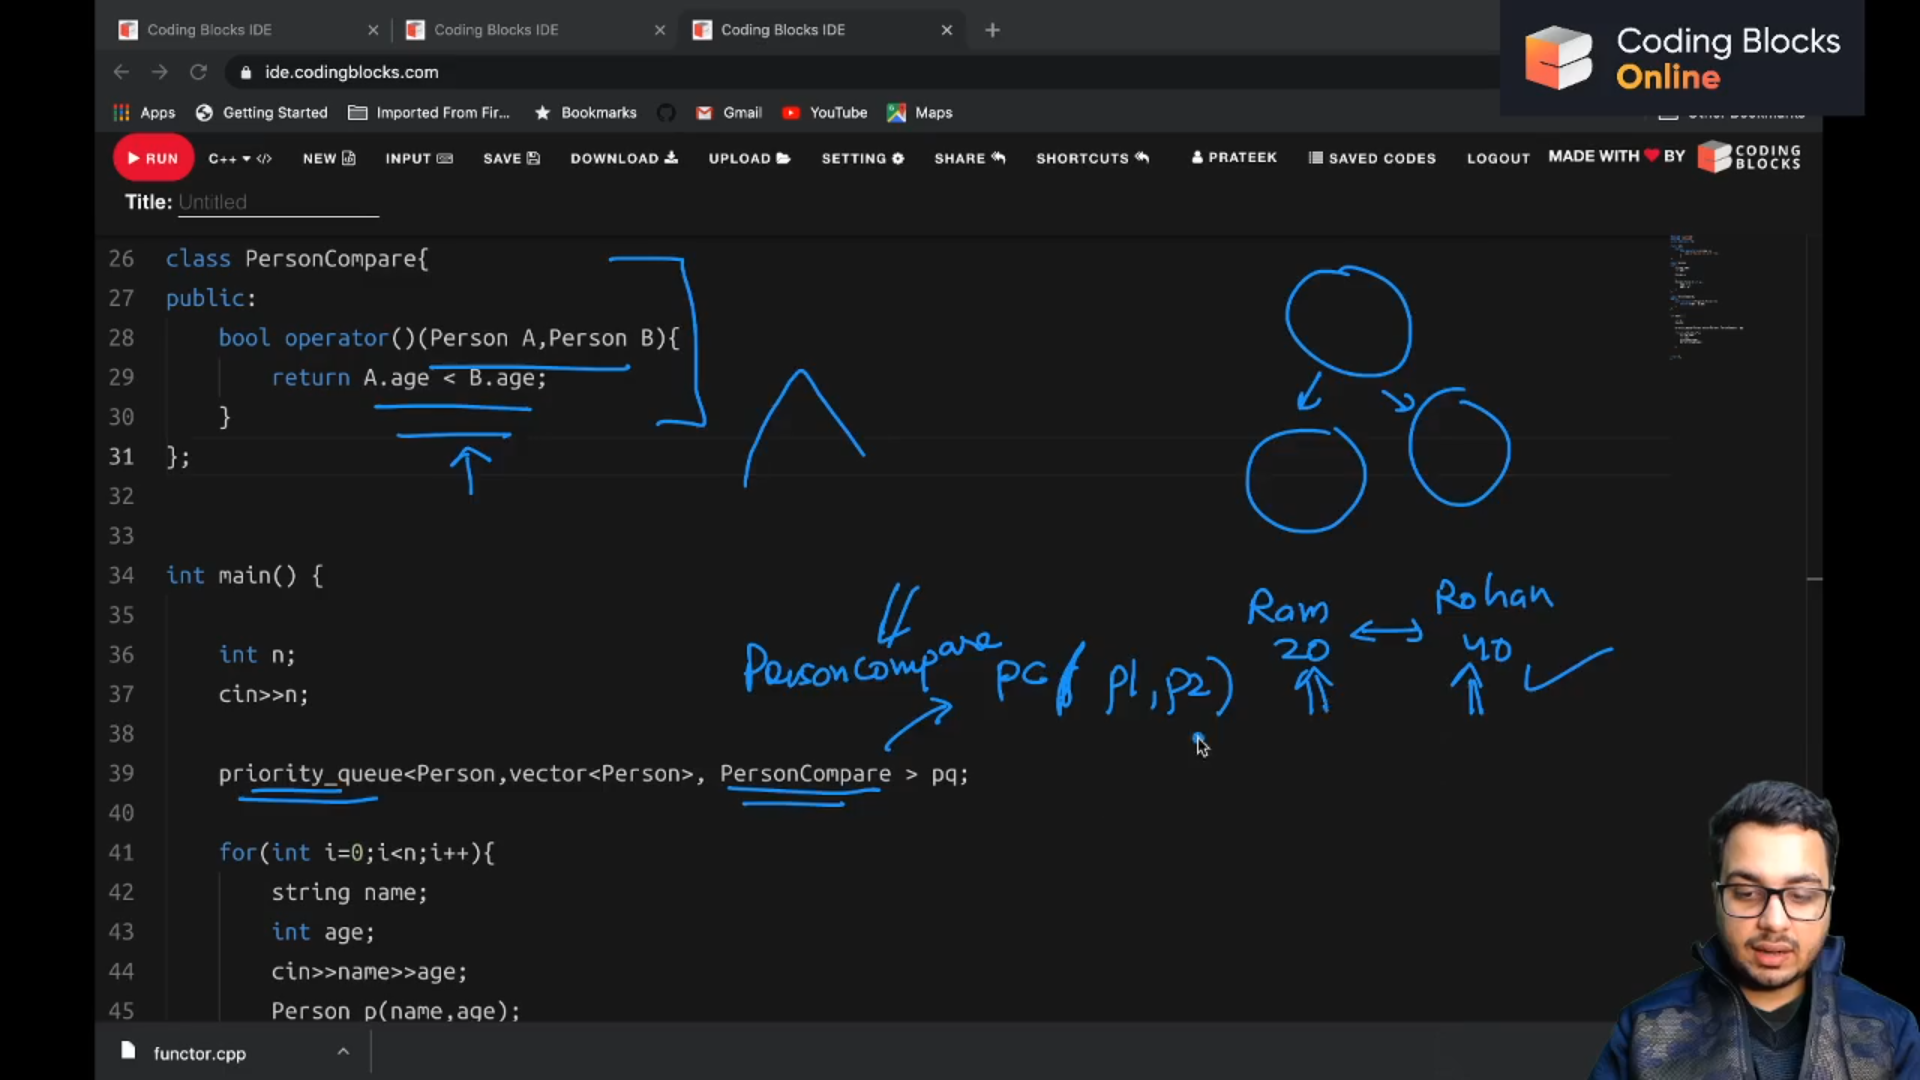 Coding Blocks IDE
Coding Blocks IDE
Coding Blocks IDE
Coding Blocks
Online
ide.codingblocks.com
Apps
Getting Started
Imported From Fir...
Bookmarks
Gmail
YouTube
Maps
RUN
C++
NEW
INPUT
SAVE
DOWNLOAD
UPLOAD
SETTING
SHARE
SHORTCUTS
PRATEEK
SAVED CODES
LOGOUT
MADE WITH BY
CODING
BLOCKS
Title: Untitled
26 class PersonCompare{
27 public:
28 bool operator()(Person A,Person B){
29 return A.age < B.age;
30 }
31 };
32
33
34 int main() {
35
36 int n;
37 cin>>n;
38
39 priority_queue<Person,vector<Person>, PersonCompare > pq;
40
41 for(int i=0;i<n;i++){
42 string name;
43 int age;
44 cin>>name>>age;
45 Person p(name,age);
PersonCompare pc( p1,p2)
Ram
20
Rohan
40
functor.cpp